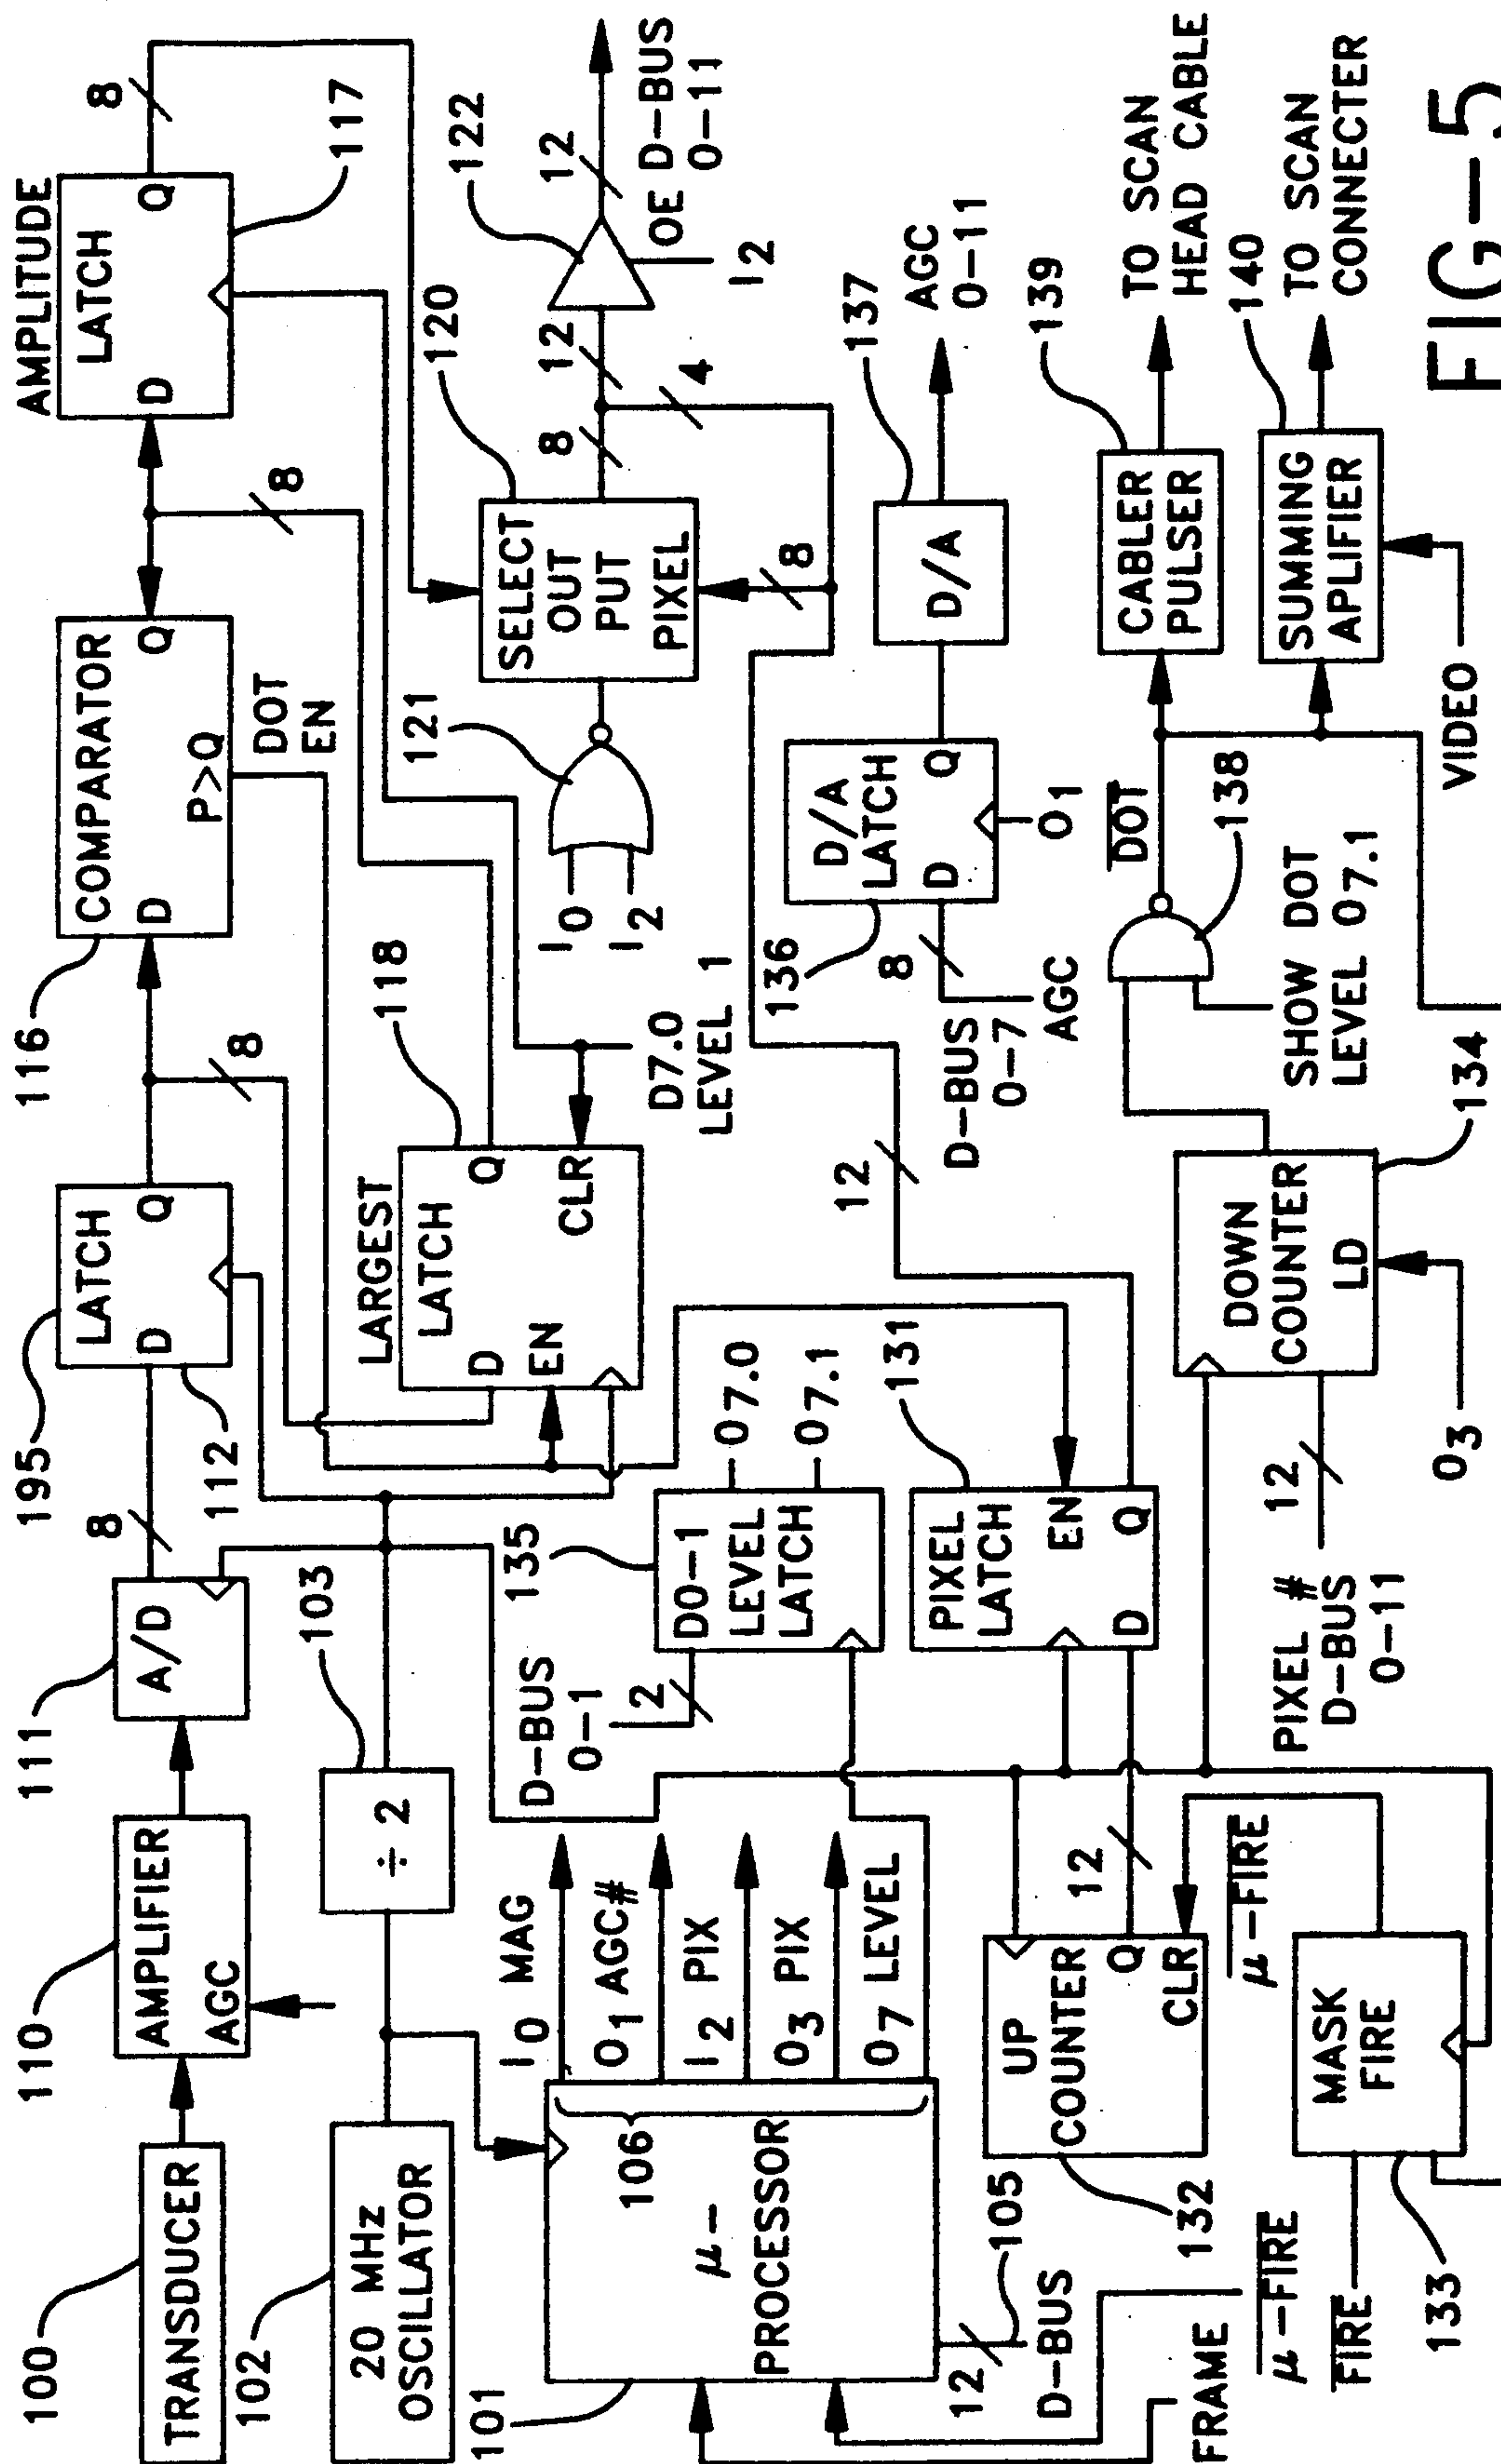 100
TRANSDUCER
110
AMPLIFIER
AGC
111
A/D
8
195
LATCH
D
Q
112
8
116
COMPARATOR
D
Q
P>Q
DOT
EN
8
AMPLITUDE
LATCH
D
Q
8
117
102
20 MHz
OSCILLATOR
103
÷ 2
LARGEST
LATCH
D
Q
EN
CLR
118
D7.0
LEVEL 1
121
I0
I2
120
SELECT
OUT
PUT
PIXEL
8
8
12
4
122
12
OE
D-BUS
0-11
I2
101
μ-
PROCESSOR
106
I0 MAG
O1 AGC#
I2 PIX
O3 PIX
O7 LEVEL
12
105
D-BUS
FRAME
μ-FIRE
D-BUS
0-1
2
135
DO-1
LEVEL
LATCH
O7.0
O7.1
131
PIXEL
LATCH
EN
D
Q
12
136
D/A
LATCH
D
Q
8
D-BUS
0-7
AGC
O1
137
D/A
AGC
0-11
132
UP
COUNTER
Q
CLR
12
μ-FIRE
133
MASK
FIRE
FIRE
134
DOWN
COUNTER
LD
12
PIXEL #
D-BUS
0-11
O3
SHOW DOT
LEVEL O7.1
138
DOT
139
CABLER
PULSER
TO SCAN
HEAD CABLE
140
SUMMING
APLIFIER
TO SCAN
CONNECTER
VIDEO
FIG-5